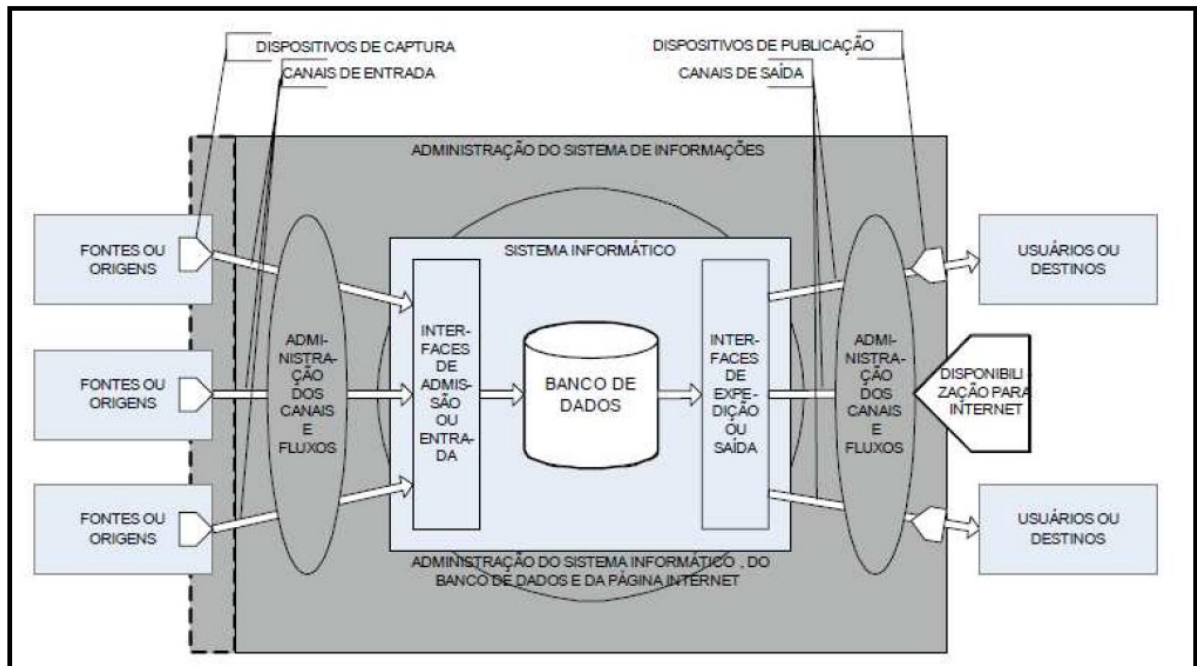 DISPOSITIVOS DE CAPTURA
CANAIS DE ENTRADA
DISPOSITIVOS DE PUBLICAÇÃO
CANAIS DE SAÍDA
ADMINISTRAÇÃO DO SISTEMA DE INFORMAÇÕES
FONTES OU
ORIGENS
FONTES OU
ORIGENS
FONTES OU
ORIGENS
ADMI-
NISTRA-
ÇÃO
DOS
CANAIS
E
FLUXOS
SISTEMA INFORMÁTICO
INTER-
FACES
DE
ADMIS-
SÃO
OU
ENTRA-
DA
BANCO DE
DADOS
INTER-
FACES
DE
EXPE-
DIÇÃO
OU
SAÍDA
ADMINISTRAÇÃO DO SISTEMA INFORMÁTICO , DO
BANCO DE DADOS E DA PÁGINA INTERNET
ADMI-
NISTRA-
ÇÃO
DOS
CANAIS
E
FLUXOS
USUÁRIOS OU
DESTINOS
DISPONIBILI -
ZAÇÃO PARA
INTERNET
USUÁRIOS OU
DESTINOS